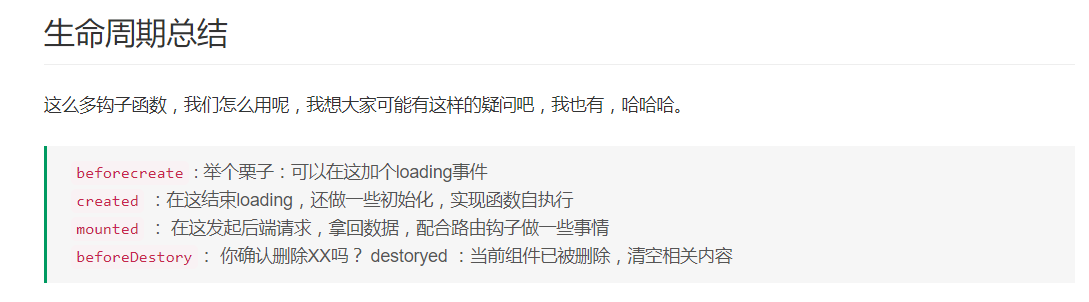 生命周期总结
这么多钩子函数，我们怎么用呢，我想大家可能有这样的疑问吧，我也有，哈哈哈。
beforecreate : 举个栗子：可以在这加个loading事件
created ：在这结束loading，还做一些初始化，实现函数自执行
mounted ： 在这发起后端请求，拿回数据，配合路由钩子做一些事情
beforeDestory ： 你确认删除XX吗？ destoryed ：当前组件已被删除，清空相关内容